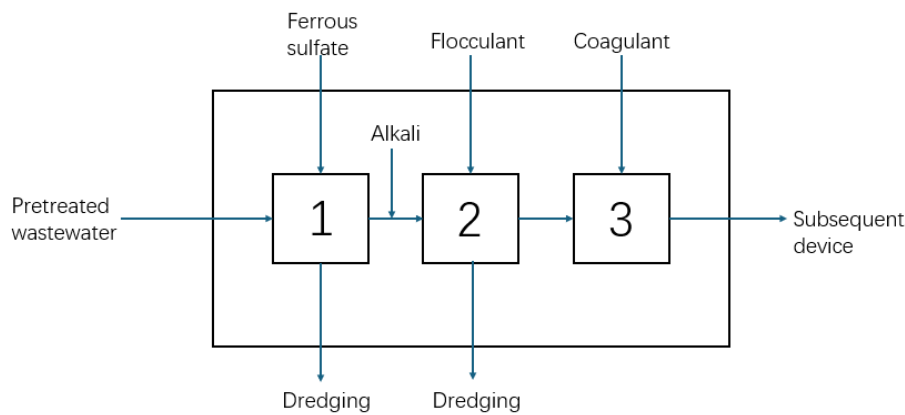 Ferrous
sulfate
Flocculant
Coagulant
Alkali
Pretreated
wastewater
1
2
3
Subsequent
device
Dredging
Dredging